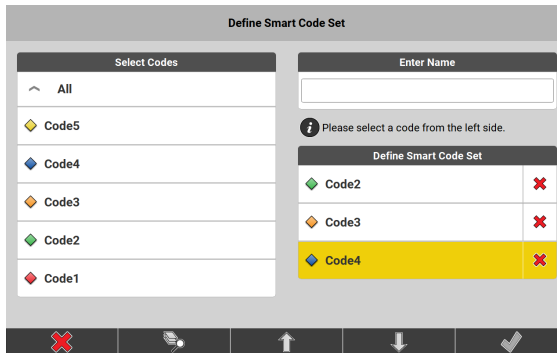 Define Smart Code Set
Select Codes
All
Code5
Code4
Code3
Code2
Code1
Enter Name
Please select a code from the left side.
Define Smart Code Set
Code2
Code3
Code4